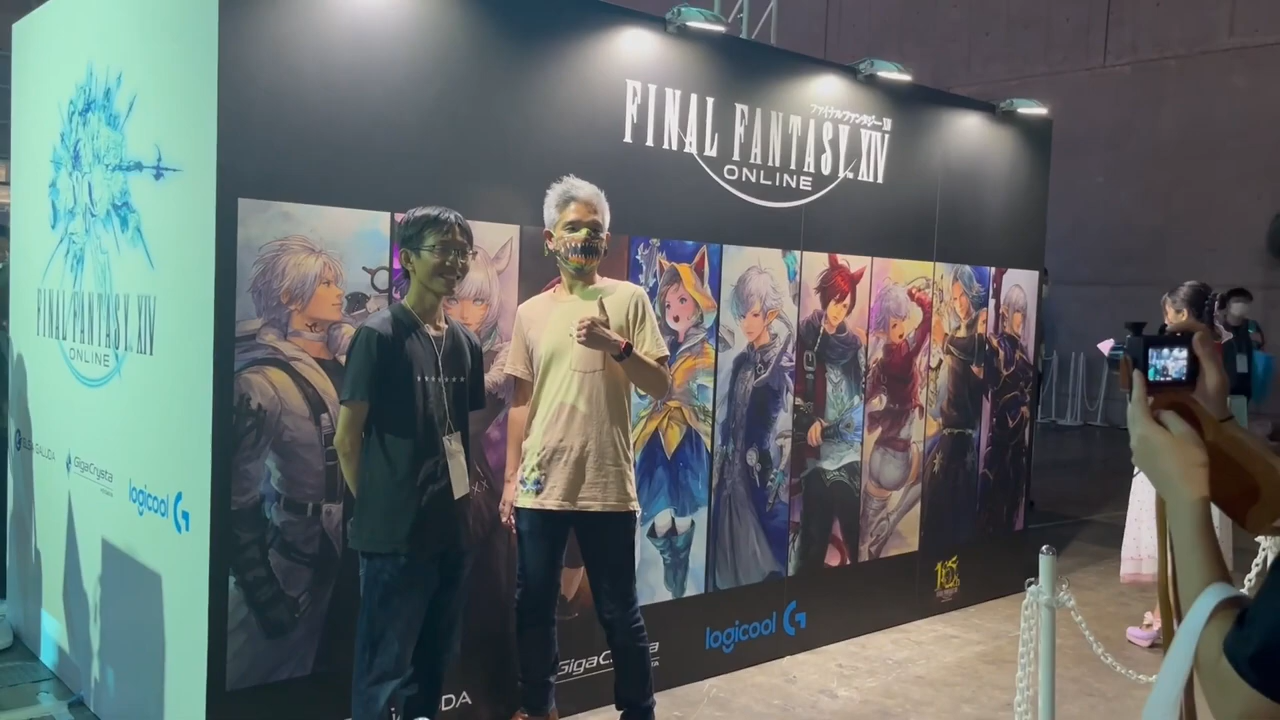 FINAL FANTASY XIV
ONLINE
GALLERIA
GigaCrysta
logicool G
ファイナルファンタジーXIV
FINAL FANTASY XIV
ONLINE
GigaCrysta
logicool G